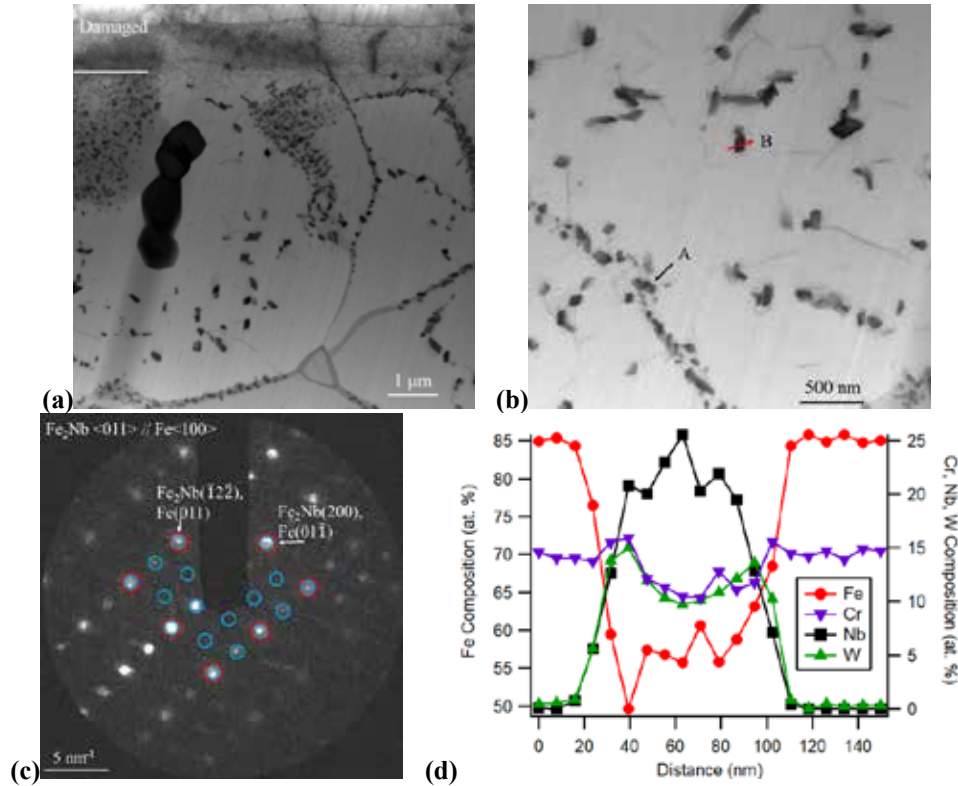 Damaged
1 μm
(a)
B
A
500 nm
(b)
Fe₂Nb <011> // Fe<100>
Fe₂Nb(1̄22̄),
Fe(011)
Fe₂Nb(200),
Fe(011̄)
5 nm⁻¹
(c)
85
80
75
70
65
60
55
50
Fe Composition (at. %)
25
20
15
10
5
0
Cr, Nb, W Composition (at. %)
Fe
Cr
Nb
W
0 20 40 60 80 100 120 140
Distance (nm)
(d)